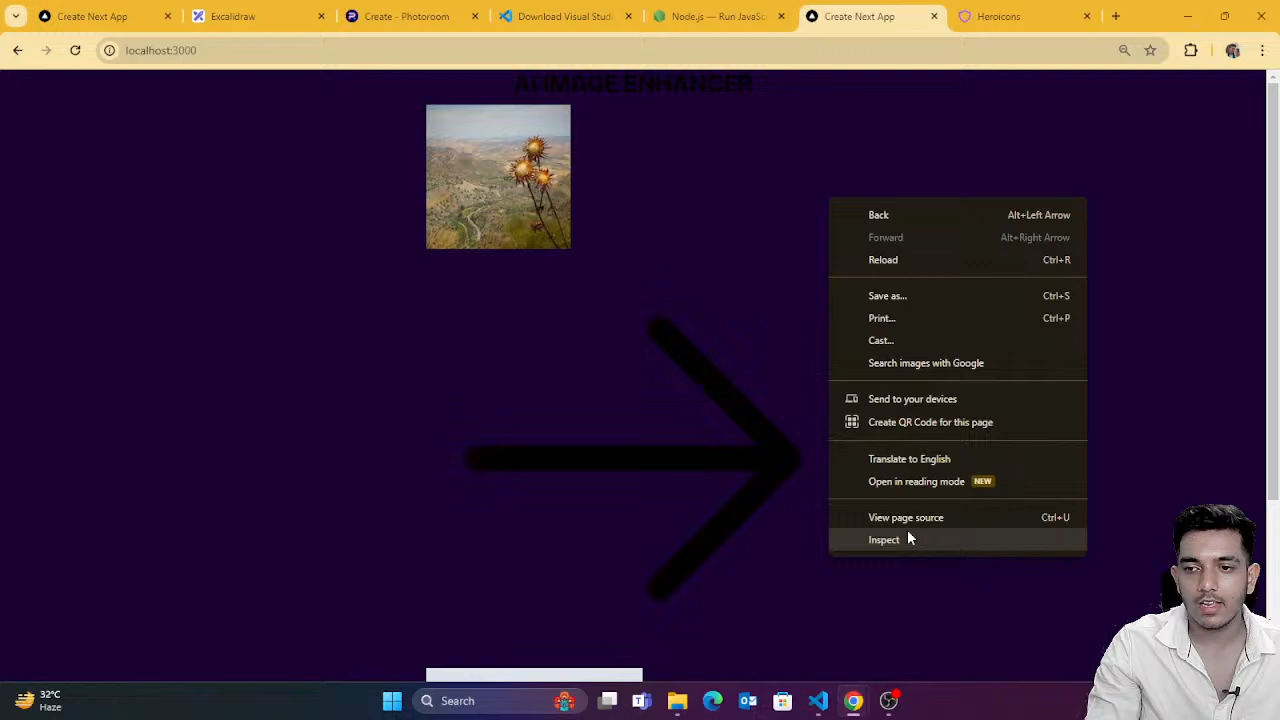 Create Next App
Excalidraw
Create - Photoroom
Download Visual Stud
Node.js — Run JavaSc
Create Next App
Heroicons
localhost:3000
AI IMAGE ENHANCER
Back Alt+Left Arrow
Forward Alt+Right Arrow
Reload Ctrl+R
Save as... Ctrl+S
Print... Ctrl+P
Cast...
Search images with Google
Send to your devices
Create QR Code for this page
Translate to English
Open in reading mode NEW
View page source Ctrl+U
Inspect
32°C
Haze
Search